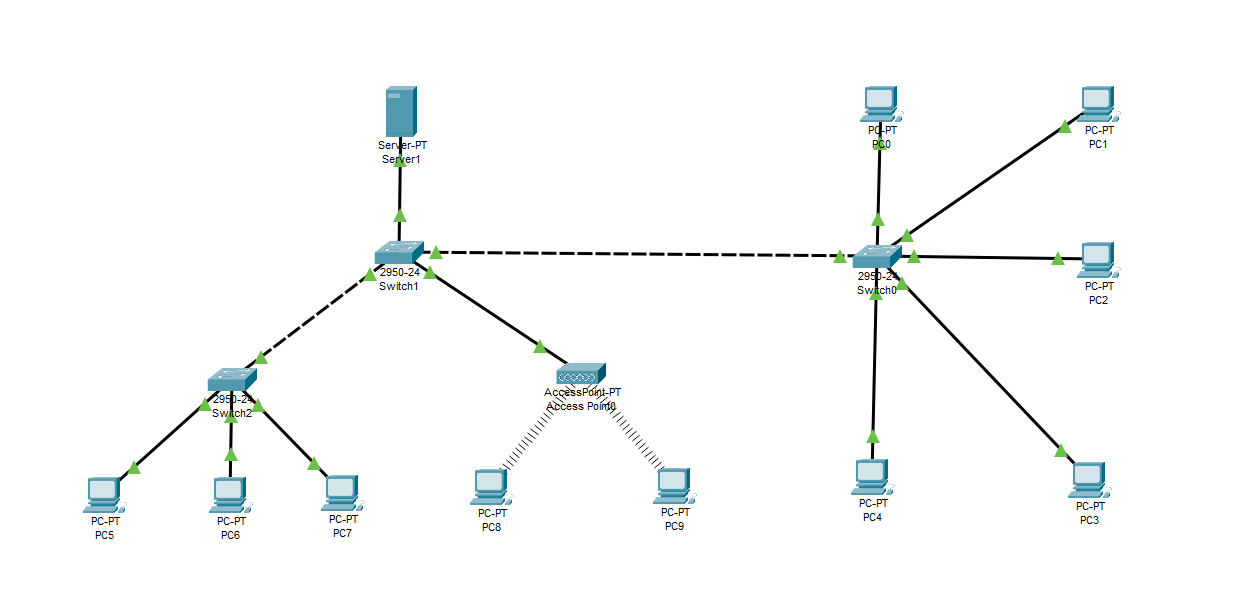 PC-PT
PC0
PC-PT
PC1
Server-PT
Server1
2950-24
Switch1
2950-24
Switch0
PC-PT
PC2
2950-24
Switch2
AccessPoint-PT
Access Point0
PC-PT
PC5
PC-PT
PC6
PC-PT
PC7
PC-PT
PC8
PC-PT
PC9
PC-PT
PC4
PC-PT
PC3